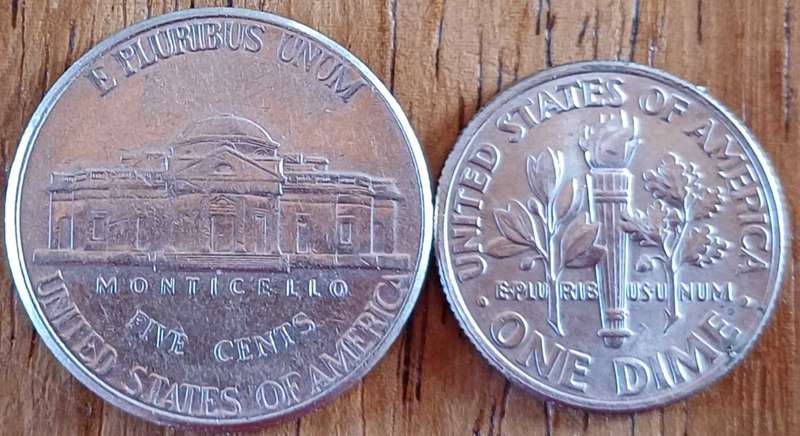 E PLURIBUS UNUM
MONTICELLO
FIVE CENTS
UNITED STATES OF AMERICA
UNITED STATES OF AMERICA
E·PLURIBUS·UNUM
ONE DIME